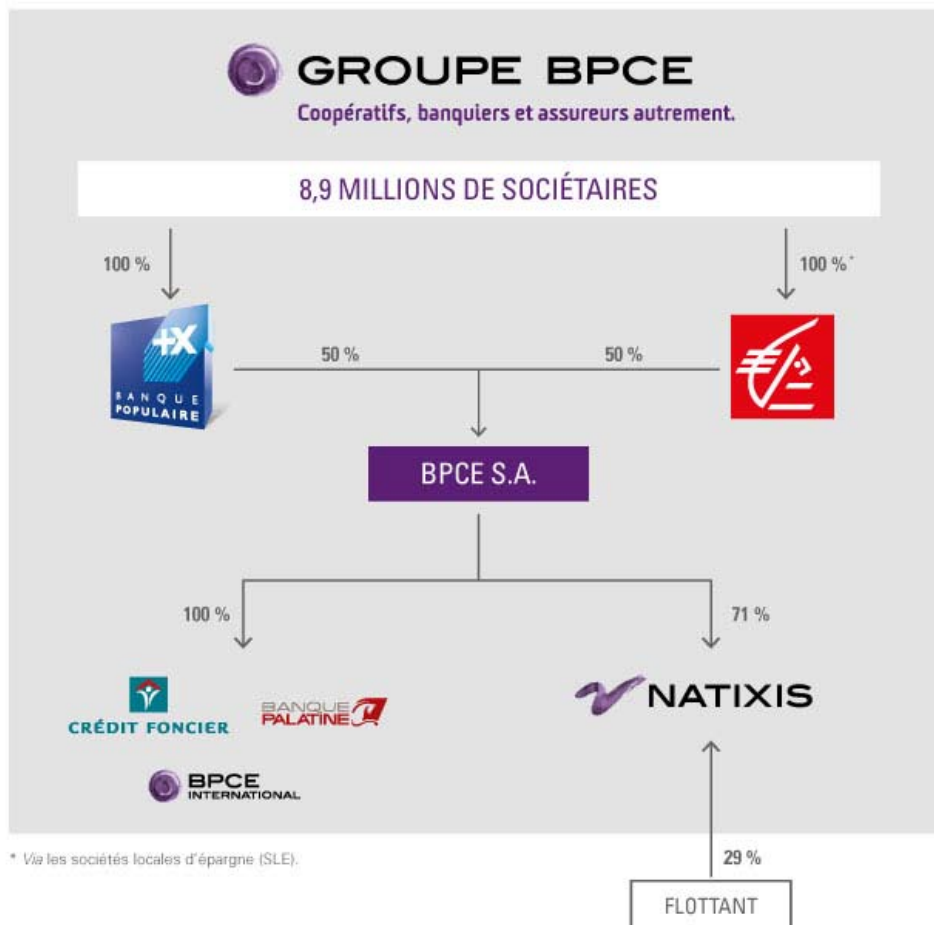 GROUPE BPCE
Coopératifs, banquiers et assureurs autrement.
8,9 MILLIONS DE SOCIÉTAIRES
100 %
100 %*
+X
BANQUE
POPULAIRE
50 %
50 %
BPCE S.A.
100 %
71 %
CRÉDIT FONCIER
BANQUE
PALATINE
NATIXIS
BPCE
INTERNATIONAL
* Via les sociétés locales d'épargne (SLE).
29 %
FLOTTANT